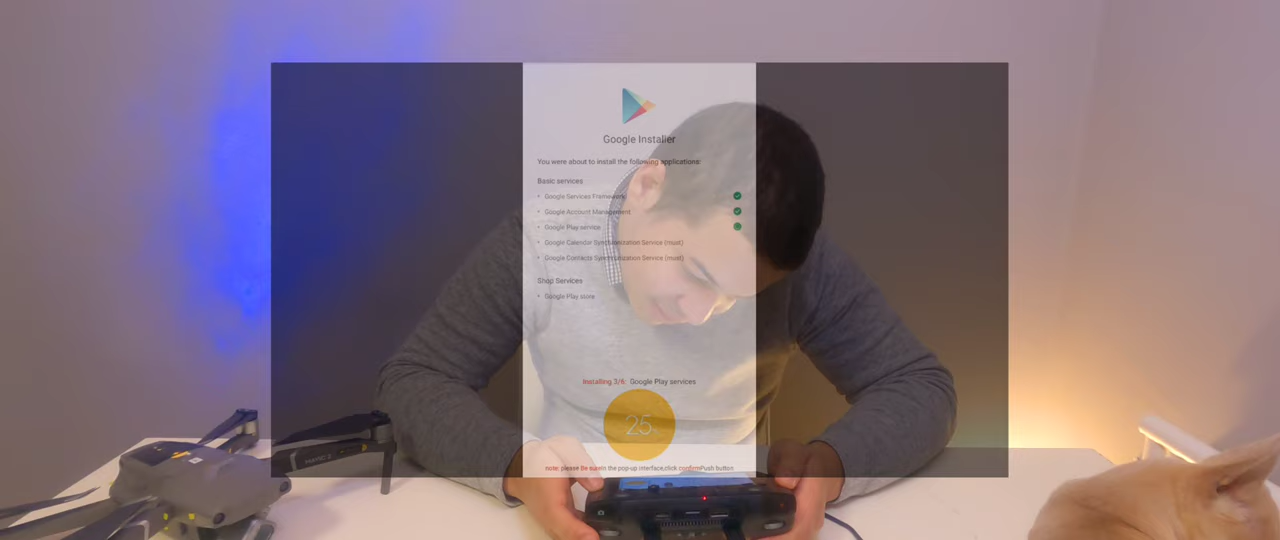 Google Installer
You were about to install the following applications:
Basic services
Google Services Framework
Google Account Management
Google Play service
Google Calendar Synchronization Service (must)
Google Contacts Synchronization Service (must)
Shop Services
Google Play store
Installing 3/6: Google Play services
25%
note: please Be sure in the pop-up interface,click confirmPush button
MAVIC 2